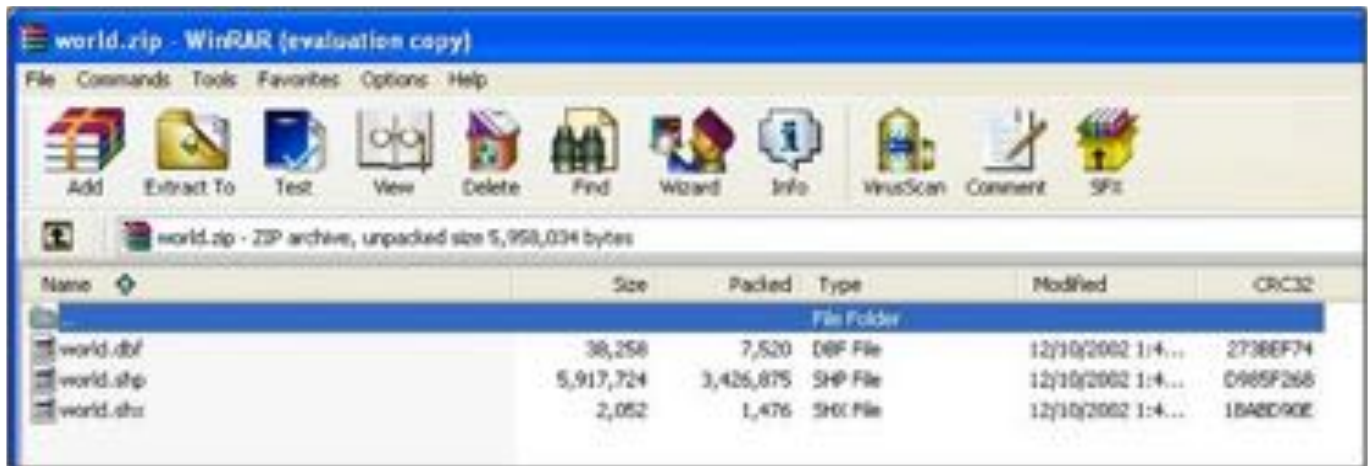 world.zip - WinRAR (evaluation copy)
File Commands Tools Favorites Options Help
Add Extract To Test View Delete Find Wizard Info VirusScan Comment SFX
world.zip - ZIP archive, unpacked size 5,958,034 bytes
Name Size Packed Type Modified CRC32
.. File Folder
world.dbf 38,258 7,520 DBF File 12/10/2002 1:4... 273BEF74
world.shp 5,917,724 3,426,875 SHP File 12/10/2002 1:4... D985F268
world.shx 2,052 1,476 SHX File 12/10/2002 1:4... 1BABD90E